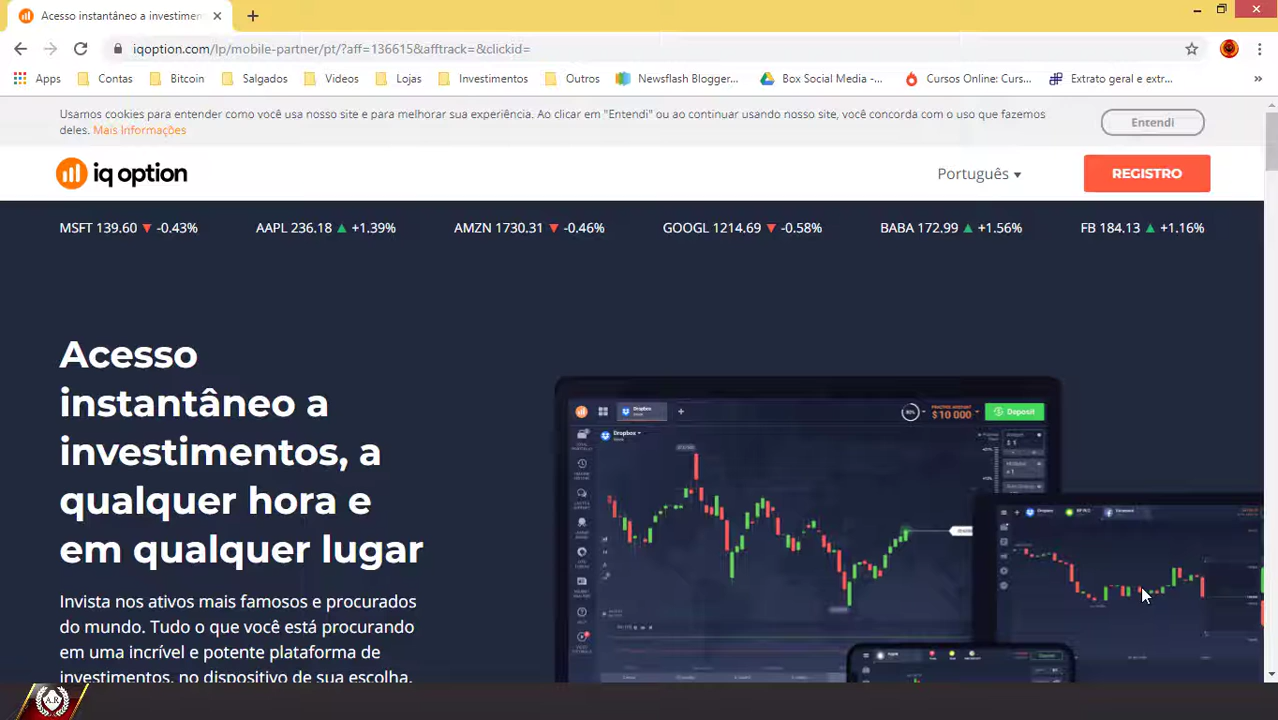 Acesso instantâneo a investimen
iqoption.com/lp/mobile-partner/pt/?aff=136615&afftrack=&clickid=
Apps Contas Bitcoin Salgados Videos Lojas Investimentos Outros Newsflash Blogger... Box Social Media -... Cursos Online: Curs... Extrato geral e extr... »
Usamos cookies para entender como você usa nosso site e para melhorar sua experiência. Ao clicar em "Entendi" ou ao continuar usando nosso site, você concorda com o uso que fazemos
deles. Mais Informações
Entendi
iq option
Português
REGISTRO
MSFT 139.60 ▼ -0.43% AAPL 236.18 ▲ +1.39% AMZN 1730.31 ▼ -0.46% GOOGL 1214.69 ▼ -0.58% BABA 172.99 ▲ +1.56% FB 184.13 ▲ +1.16%
Acesso
instantâneo a
investimentos, a
qualquer hora e
em qualquer lugar
Invista nos ativos mais famosos e procurados
do mundo. Tudo o que você está procurando
em uma incrível e potente plataforma de
investimentos, no dispositivo de sua escolha.
Dropbox
$10 000
Deposit
Dropbox
A.R